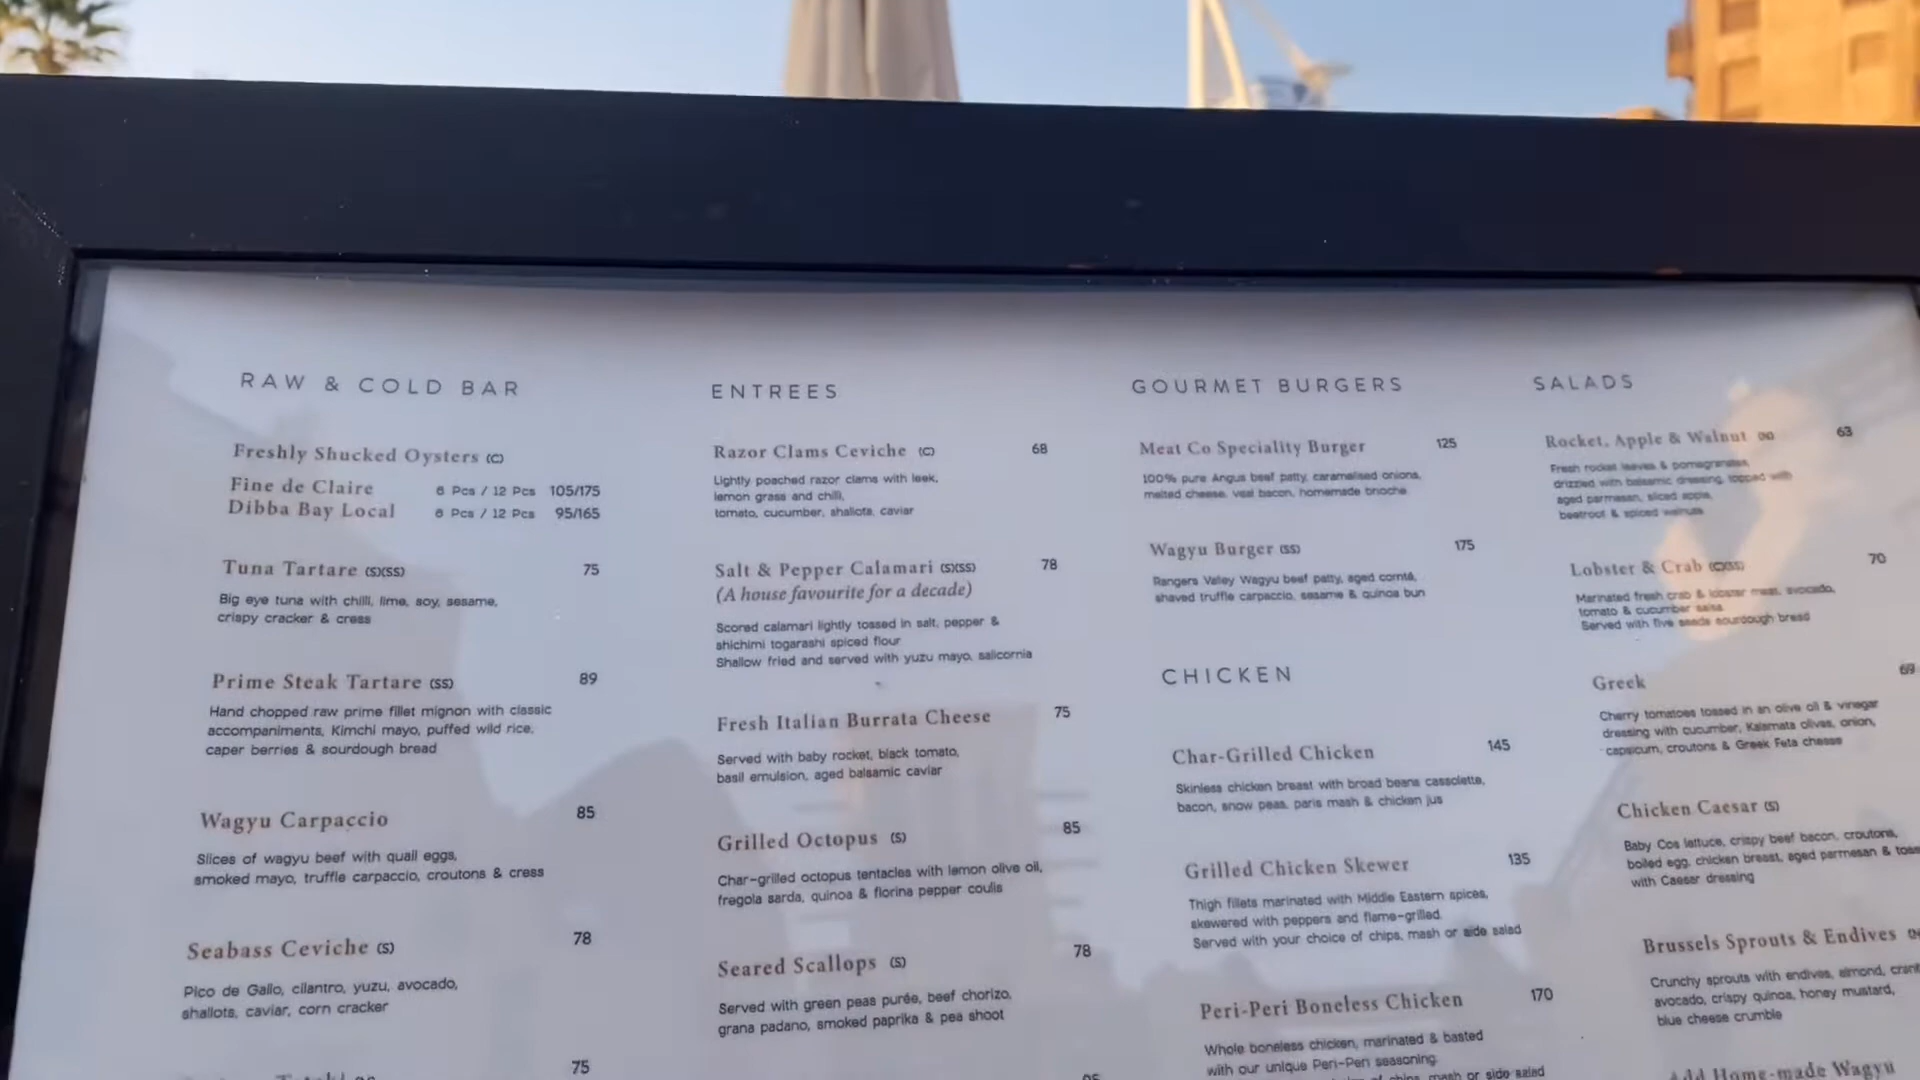 RAW & COLD BAR
Freshly Shucked Oysters (C)
Fine de Claire 6 Pcs / 12 Pcs 105/175
Dibba Bay Local 6 Pcs / 12 Pcs 95/165
Tuna Tartare (S)(SS) 75
Big eye tuna with chilli, lime, soy, sesame,
crispy cracker & cress
Prime Steak Tartare (SS) 89
Hand chopped raw prime fillet mignon with classic
accompaniments, Kimchi mayo, puffed wild rice,
caper berries & sourdough bread
Wagyu Carpaccio 85
Slices of wagyu beef with quail eggs,
smoked mayo, truffle carpaccio, croutons & cress
Seabass Ceviche (S) 78
Pico de Gallo, cilantro, yuzu, avocado,
shallots, caviar, corn cracker
75
ENTREES
Razor Clams Ceviche (C) 68
Lightly poached razor clams with leek,
lemon grass and chilli,
tomato, cucumber, shallots, caviar
Salt & Pepper Calamari (S)(SS) 78
(A house favourite for a decade)
Scored calamari lightly tossed in salt, pepper &
shichimi togarashi spiced flour
Shallow fried and served with yuzu mayo, salicornia
Fresh Italian Burrata Cheese 75
Served with baby rocket, black tomato,
basil emulsion, aged balsamic caviar
Grilled Octopus (S) 85
Char-grilled octopus tentacles with lemon olive oil,
fregola sarda, quinoa & florina pepper coulis
Seared Scallops (S) 78
Served with green peas purée, beef chorizo,
grana padano, smoked paprika & pea shoot
GOURMET BURGERS
Meat Co Speciality Burger 125
100% pure Angus beef patty, caramelised onions,
melted cheese, veal bacon, homemade brioche
Wagyu Burger (SS) 175
Rangers Valley Wagyu beef patty, aged comté,
shaved truffle carpaccio, sesame & quinoa bun
CHICKEN
Char-Grilled Chicken 145
Skinless chicken breast with broad beans cassolette,
bacon, snow peas, paris mash & chicken jus
Grilled Chicken Skewer 135
Thigh fillets marinated with Middle Eastern spices,
skewered with peppers and flame-grilled.
Served with your choice of chips, mash or side salad
Peri-Peri Boneless Chicken 170
Whole boneless chicken, marinated & basted
with our unique Peri-Peri seasoning.
chips, mash or side salad
SALADS
Rocket, Apple & Walnut (N) 63
Fresh rocket leaves & pomegranates,
drizzled with balsamic dressing, topped with
aged parmesan, sliced apple,
beetroot & spiced walnuts
Lobster & Crab (C)(SS) 70
Marinated fresh crab & lobster meat, avocado,
tomato & cucumber salsa
Served with five seeds sourdough bread
Greek 69
Cherry tomatoes tossed in an olive oil & vinegar
dressing with cucumber, Kalamata olives, onion,
capsicum, croutons & Greek Feta cheese
Chicken Caesar (S)
Baby Cos lettuce, crispy beef bacon, croutons,
boiled egg, chicken breast, aged parmesan & toss
with Caesar dressing
Brussels Sprouts & Endives
Crunchy sprouts with endives, almond,
avocado, crispy quinoa, honey mustard,
blue cheese crumble
Add Home-made Wagyu